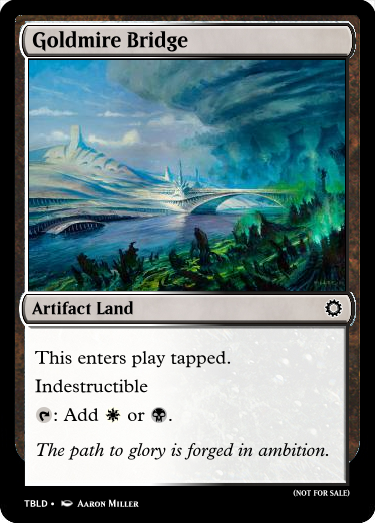 Goldmire Bridge
Artifact Land
This enters play tapped.
Indestructible
: Add or .
The path to glory is forged in ambition.
(NOT FOR SALE)
TBLD • Aaron Miller